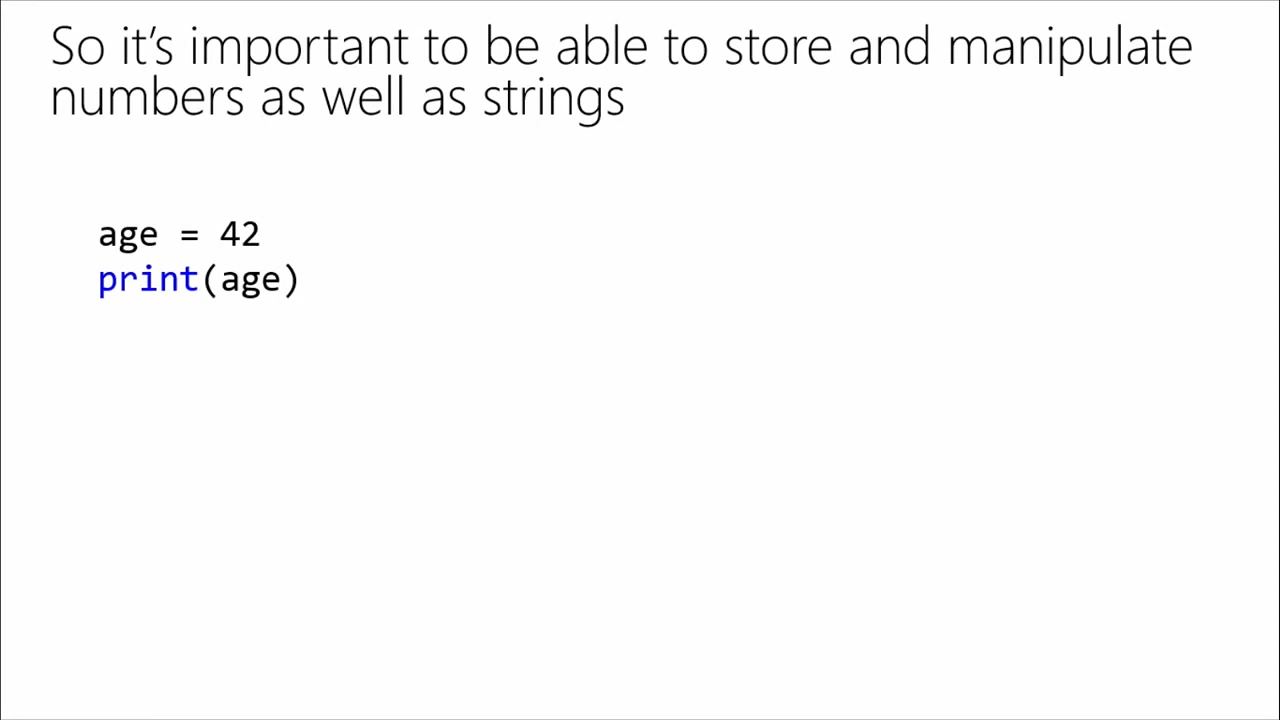 So it’s important to be able to store and manipulate
numbers as well as strings
age = 42
print(age)